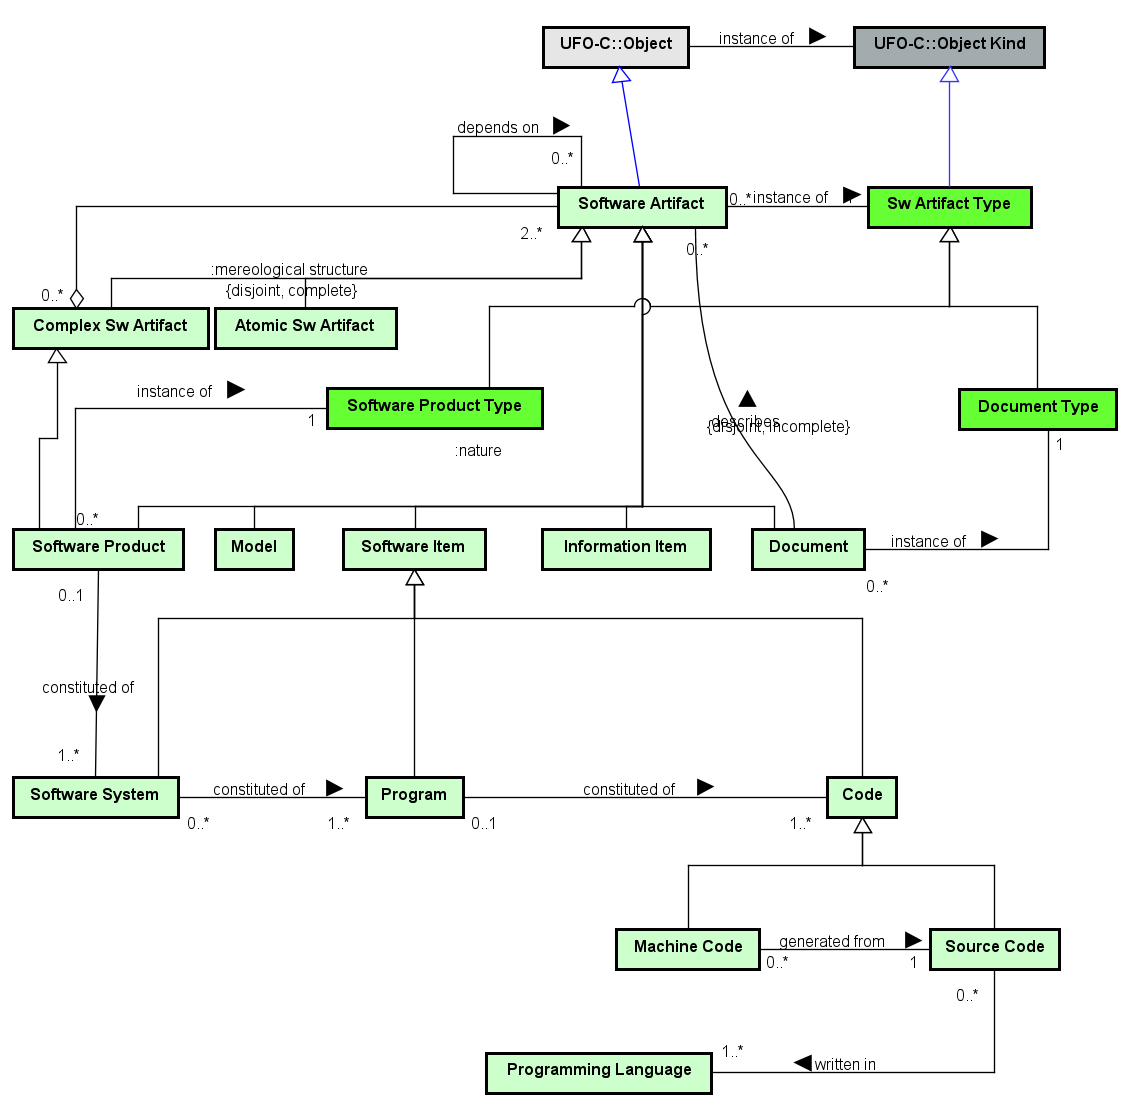 UFO-C::Object
instance of
UFO-C::Object Kind
depends on
0..*
Software Artifact
0..*
instance of
1
Sw Artifact Type
2..*
0..*
:mereological structure
{disjoint, complete}
0..*
Complex Sw Artifact
Atomic Sw Artifact
instance of
1
Software Product Type
Document Type
describes
{disjoint, incomplete}
:nature
1
0..*
Software Product
Model
Software Item
Information Item
Document
instance of
0..*
0..1
constituted of
1..*
Software System
constituted of
0..*
1..*
Program
constituted of
0..1
1..*
Code
Machine Code
generated from
0..*
1
Source Code
0..*
1..*
written in
Programming Language